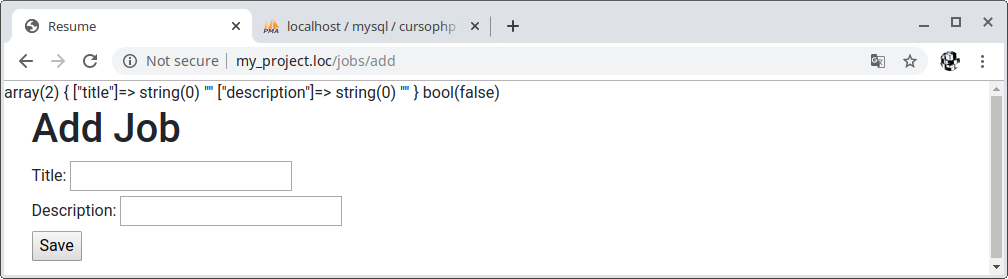 Resume
localhost / mysql / cursophp
Not secure my_project.loc/jobs/add
array(2) { ["title"]=> string(0) "" ["description"]=> string(0) "" } bool(false)
Add Job
Title:
Description:
Save